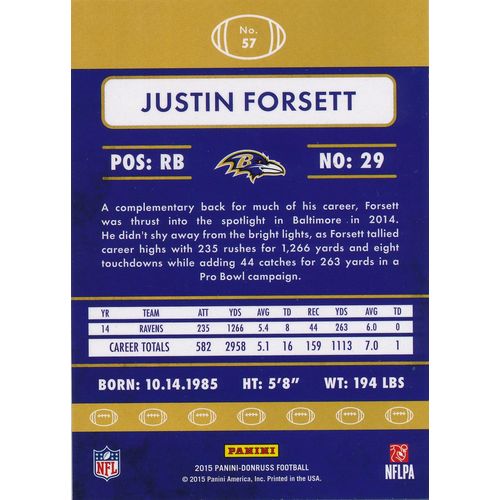 No.
57
JUSTIN FORSETT
POS: RB
NO: 29
A complementary back for much of his career, Forsett
was thrust into the spotlight in Baltimore in 2014.
He didn't shy away from the bright lights, as Forsett tallied
career highs with 235 rushes for 1,266 yards and eight
touchdowns while adding 44 catches for 263 yards in a
Pro Bowl campaign.
YR TEAM ATT YDS AVG TD REC YDS AVG TD
14 RAVENS 235 1266 5.4 8 44 263 6.0 0
CAREER TOTALS 582 2958 5.1 16 159 1113 7.0 1
BORN: 10.14.1985 HT: 5'8" WT: 194 LBS
NFL
PANINI
2015 PANINI-DONRUSS FOOTBALL
© 2015 Panini America, Inc. Printed in the USA.
NFLPA